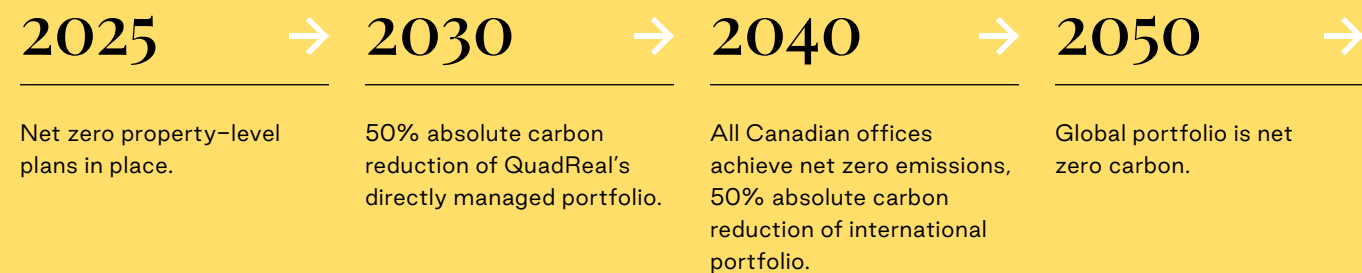 2025
Net zero property–level
plans in place.
2030
50% absolute carbon
reduction of QuadReal’s
directly managed portfolio.
2040
All Canadian offices
achieve net zero emissions,
50% absolute carbon
reduction of international
portfolio.
2050
Global portfolio is net
zero carbon.